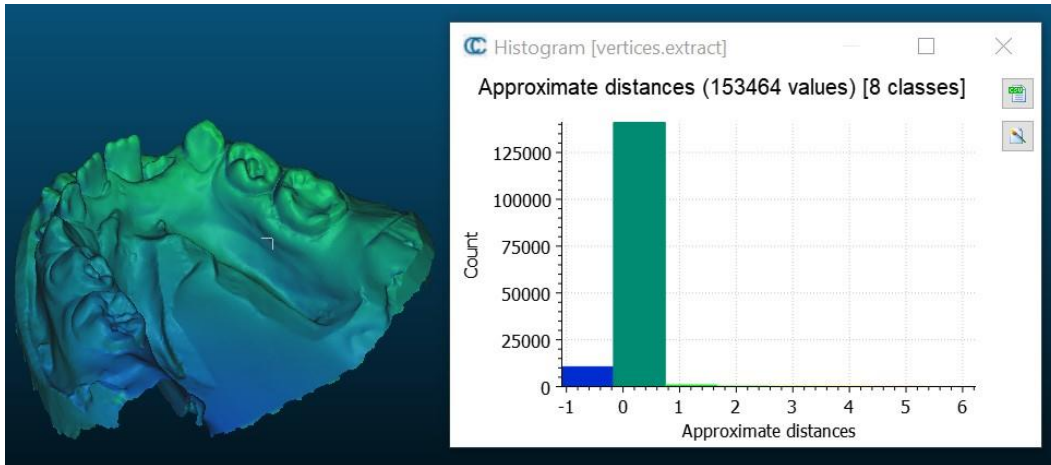 Histogram [vertices.extract]
Approximate distances (153464 values) [8 classes]
125000
100000
75000
50000
25000
0
Count
-1 0 1 2 3 4 5 6
Approximate distances